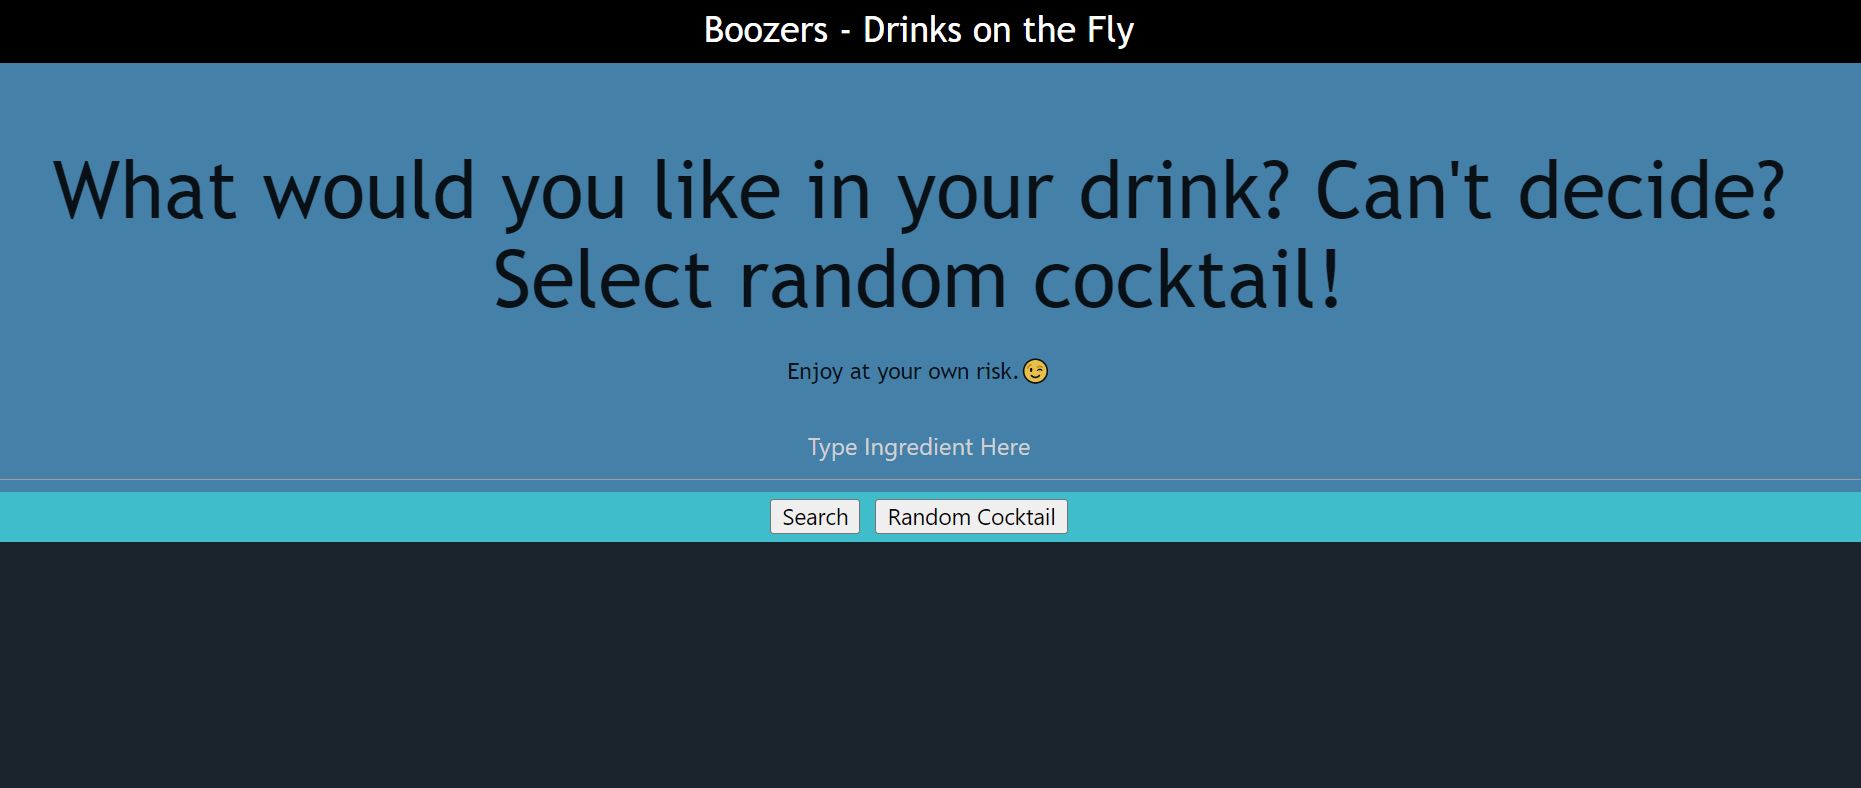 Boozers - Drinks on the Fly
What would you like in your drink? Can't decide?
Select random cocktail!
Enjoy at your own risk.😉
Type Ingredient Here
Search Random Cocktail